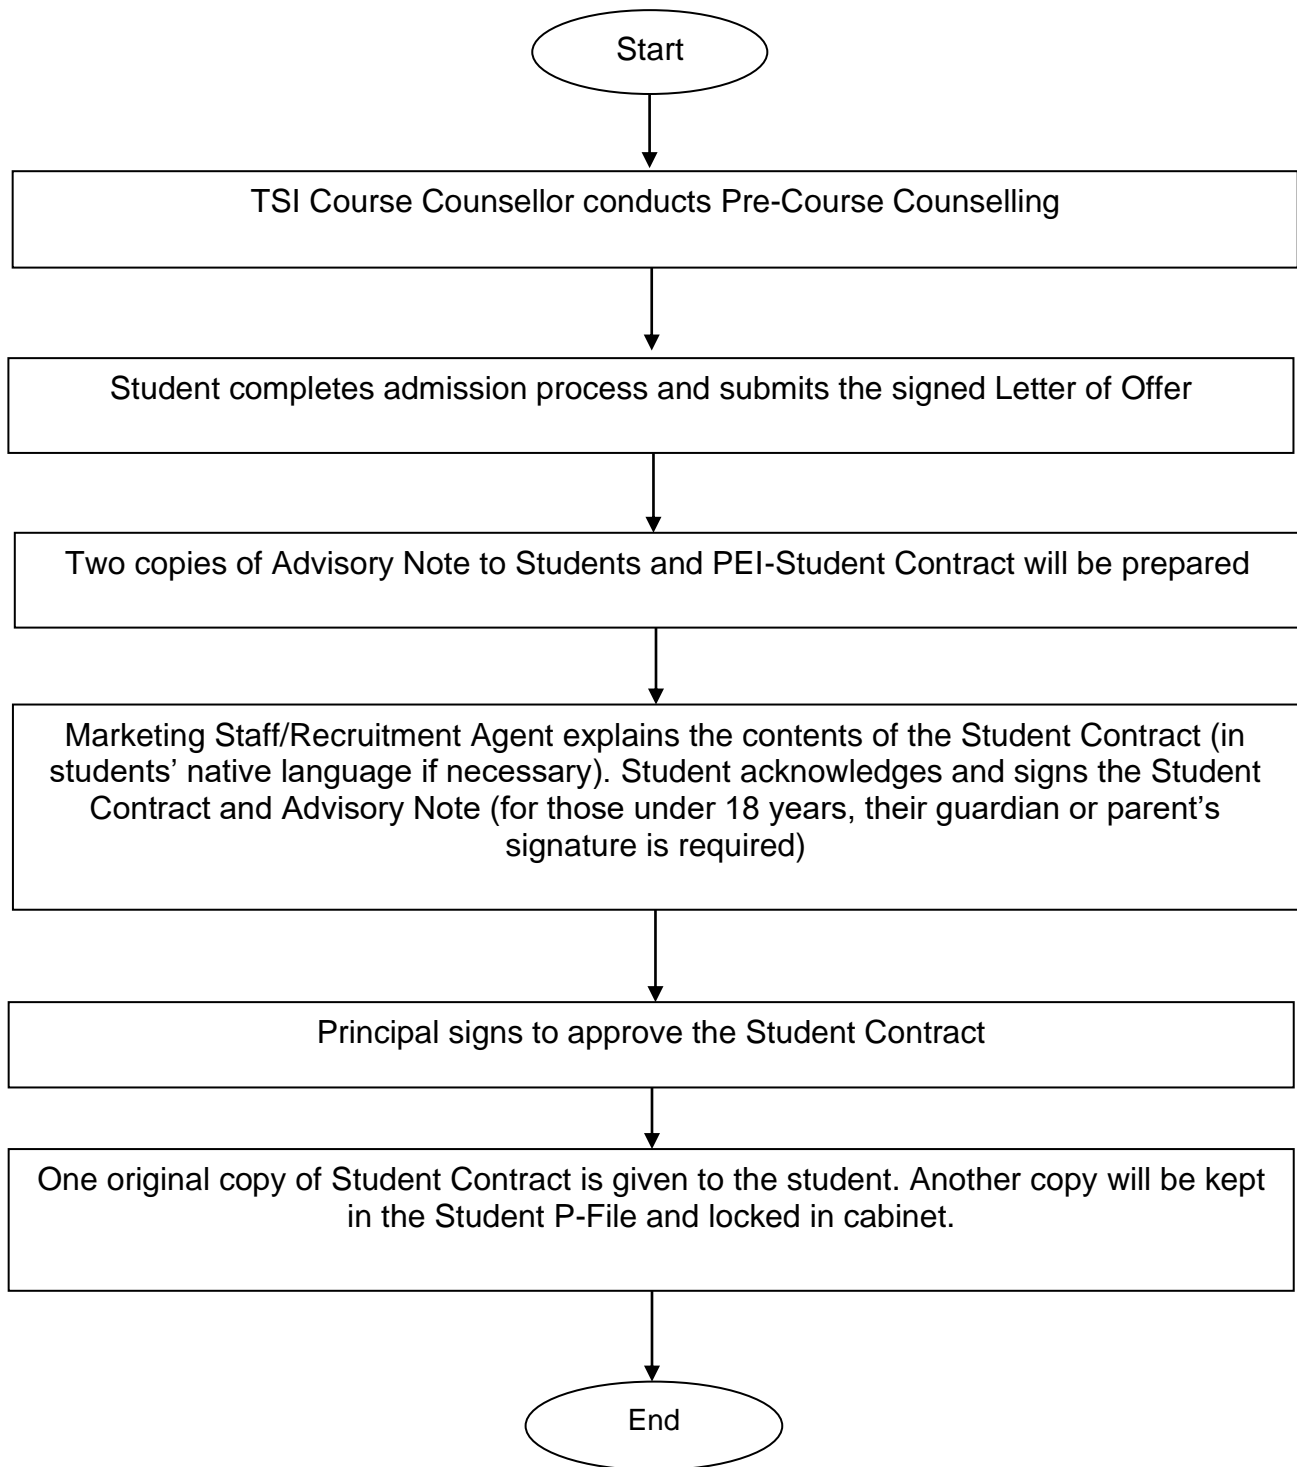 Start
TSI Course Counsellor conducts Pre-Course Counselling
Student completes admission process and submits the signed Letter of Offer
Two copies of Advisory Note to Students and PEI-Student Contract will be prepared
Marketing Staff/Recruitment Agent explains the contents of the Student Contract (in
students’ native language if necessary). Student acknowledges and signs the Student
Contract and Advisory Note (for those under 18 years, their guardian or parent’s
signature is required)
Principal signs to approve the Student Contract
One original copy of Student Contract is given to the student. Another copy will be kept
in the Student P-File and locked in cabinet.
End